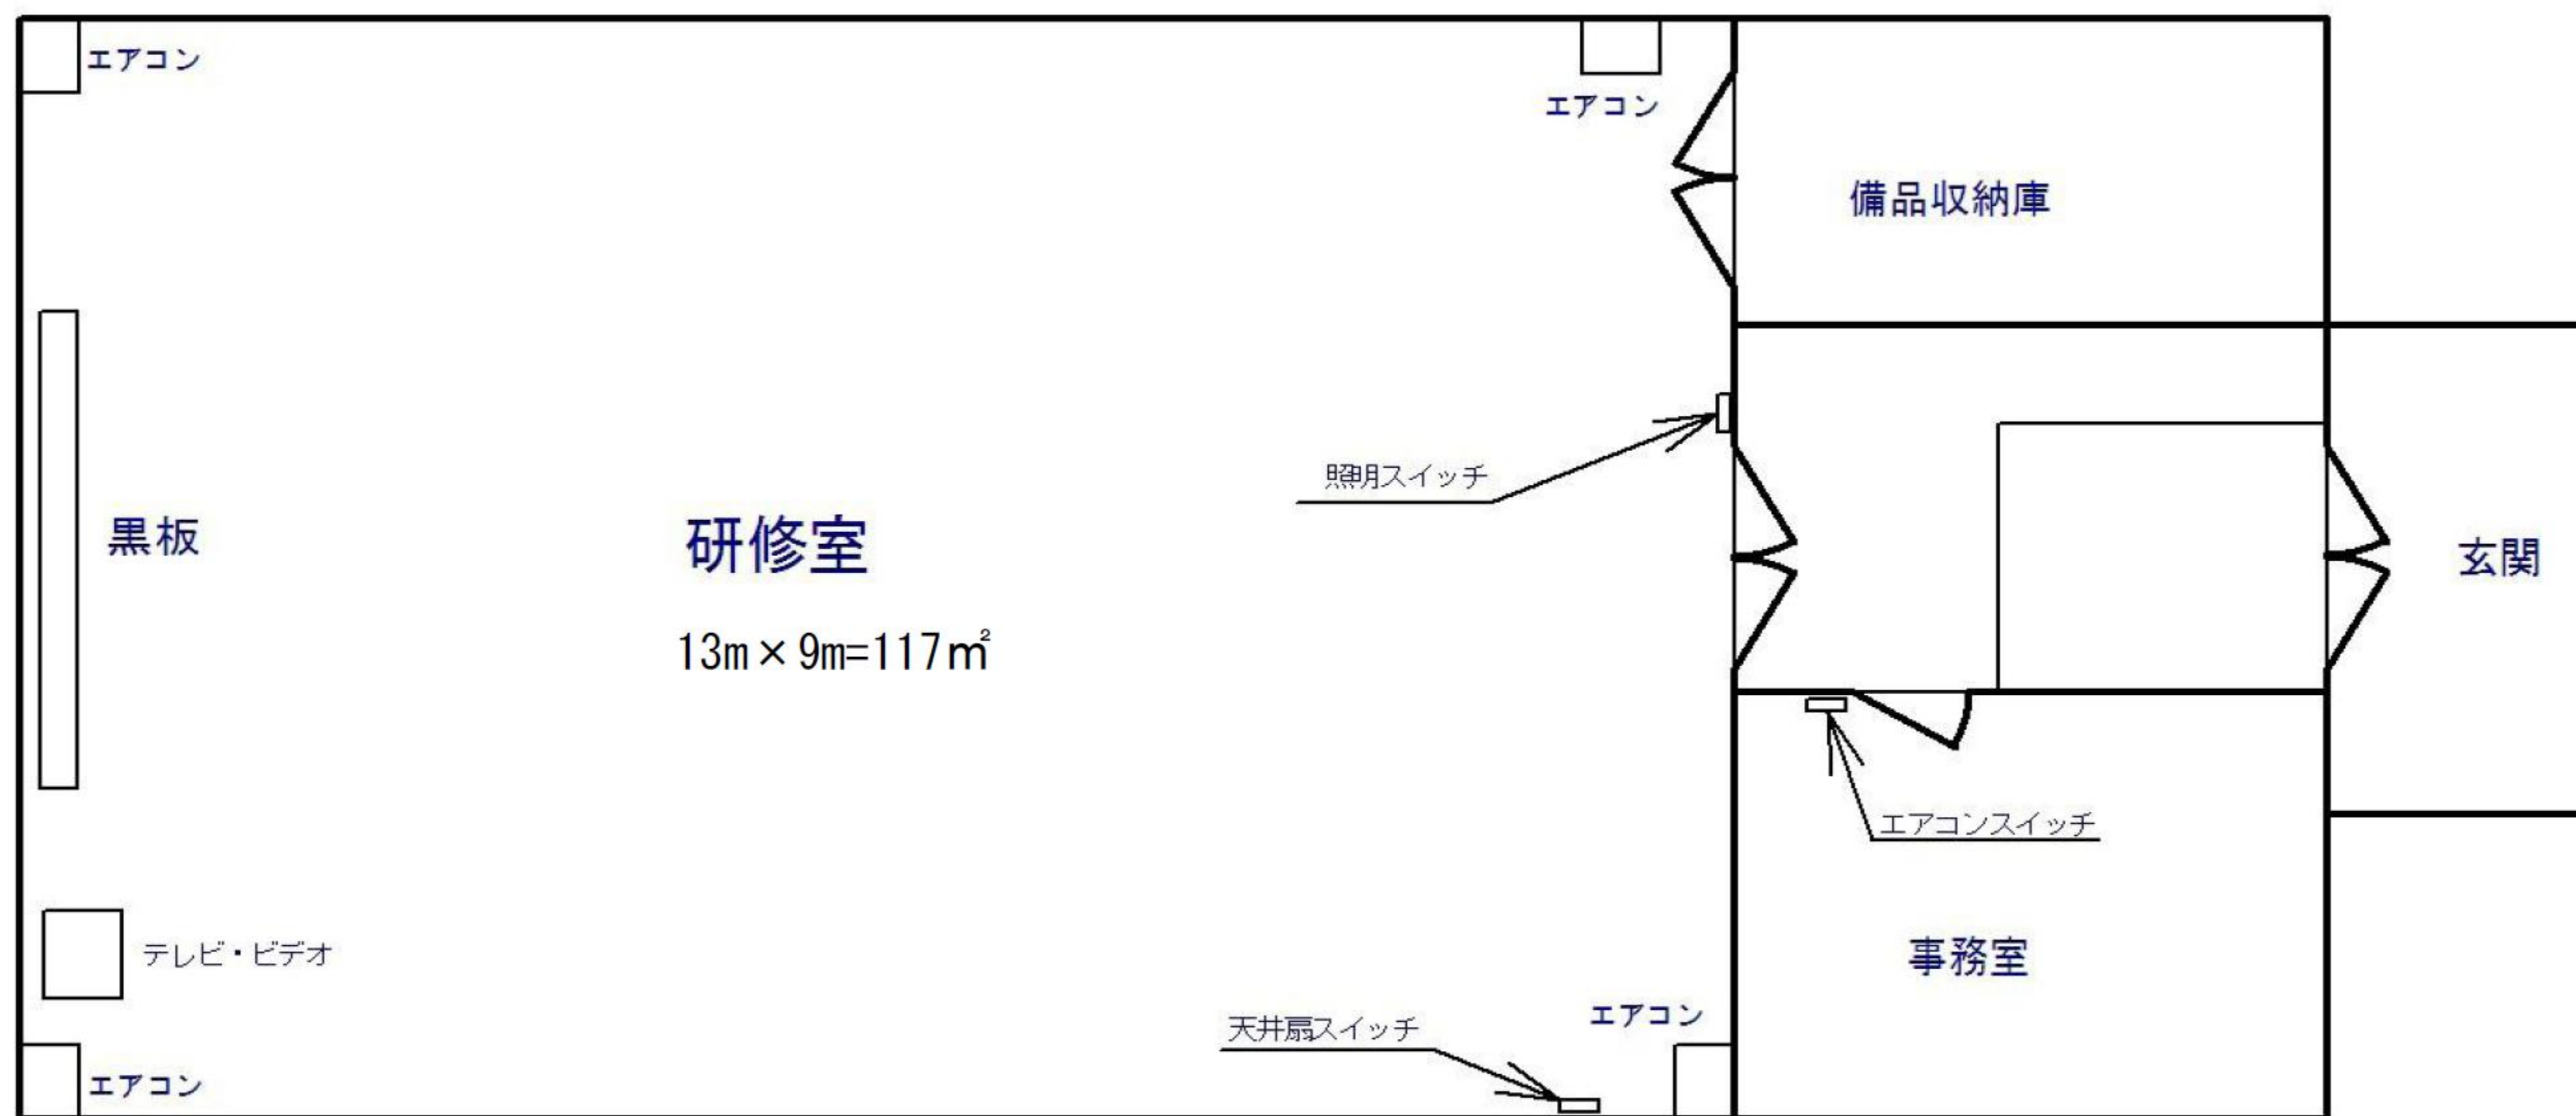 エアコン
エアコン
備品収納庫
照明スイッチ
黒板
研修室
玄関
13m×9m=117㎡
エアコンスイッチ
テレビ・ビデオ
事務室
エアコン
天井扇スイッチ
エアコン